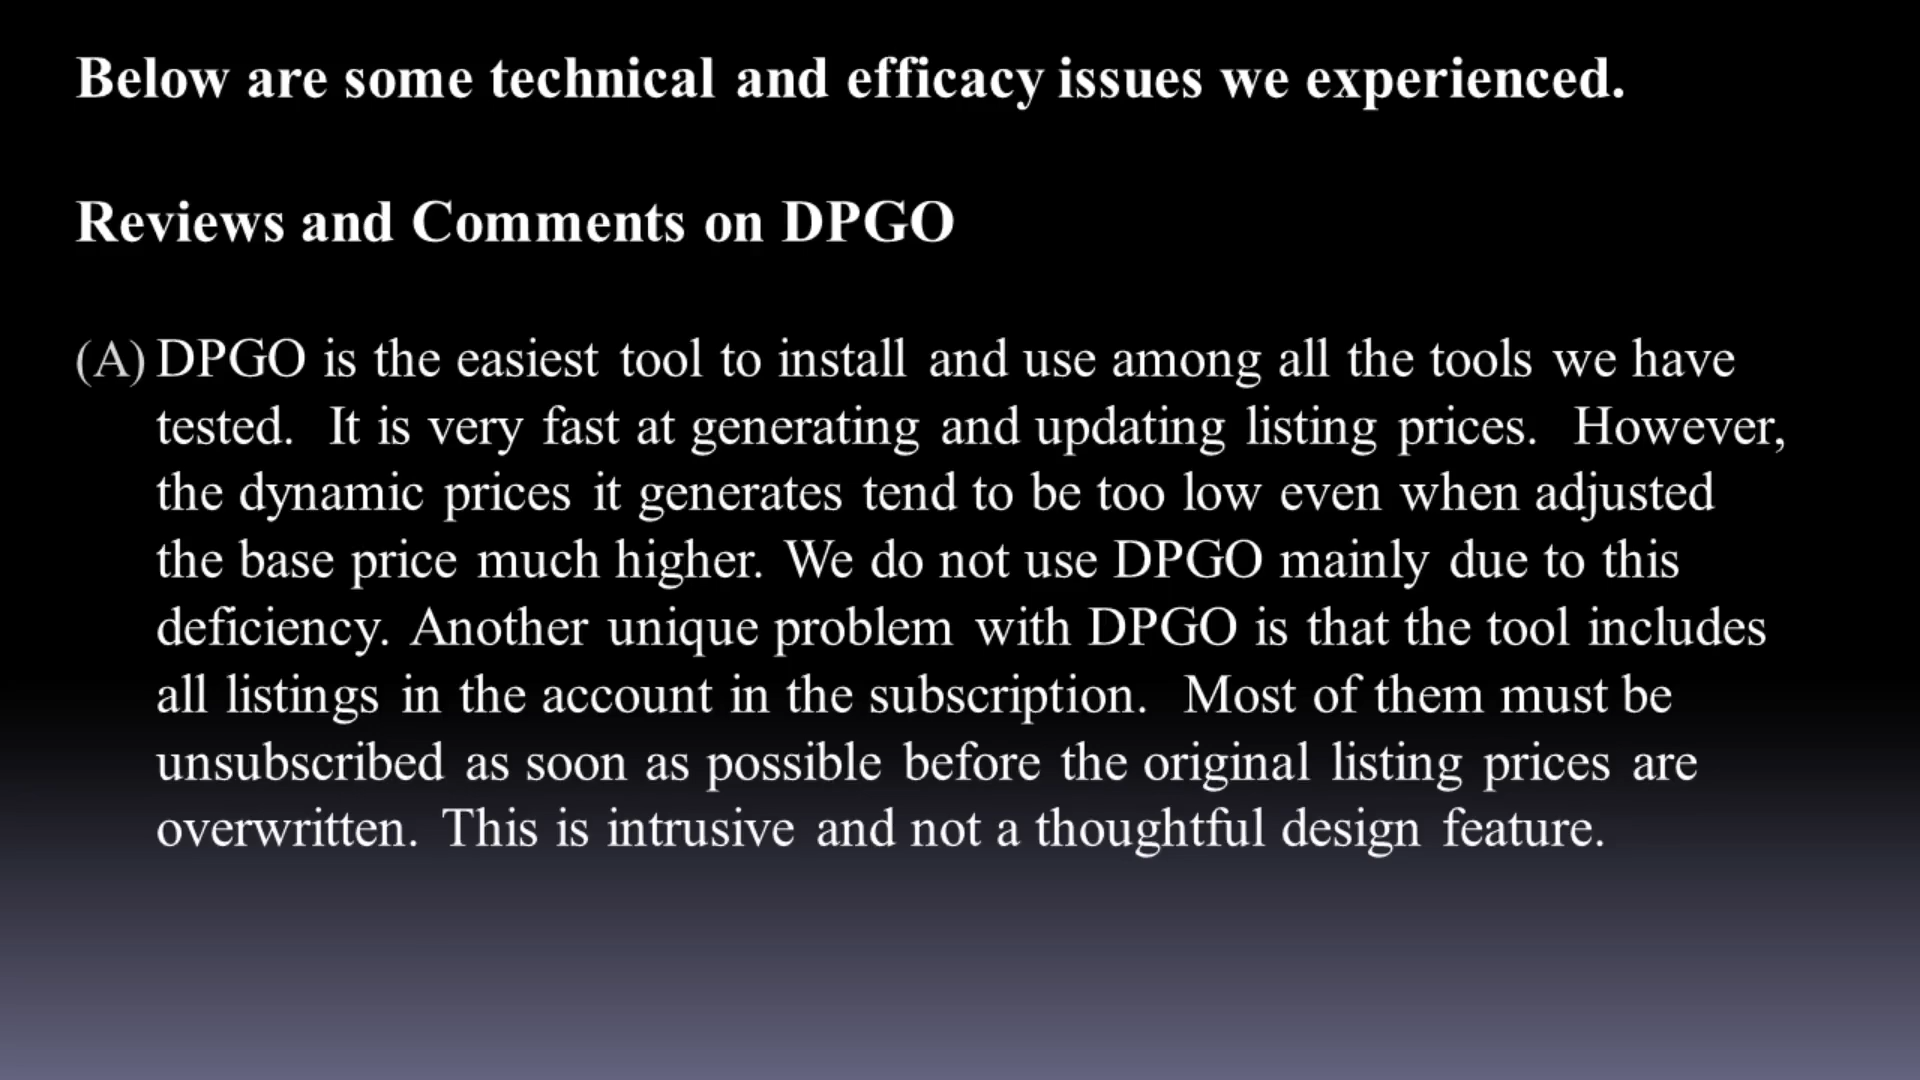 Below are some technical and efficacy issues we experienced.
Reviews and Comments on DPGO
(A) DPGO is the easiest tool to install and use among all the tools we have
tested. It is very fast at generating and updating listing prices. However,
the dynamic prices it generates tend to be too low even when adjusted
the base price much higher. We do not use DPGO mainly due to this
deficiency. Another unique problem with DPGO is that the tool includes
all listings in the account in the subscription. Most of them must be
unsubscribed as soon as possible before the original listing prices are
overwritten. This is intrusive and not a thoughtful design feature.